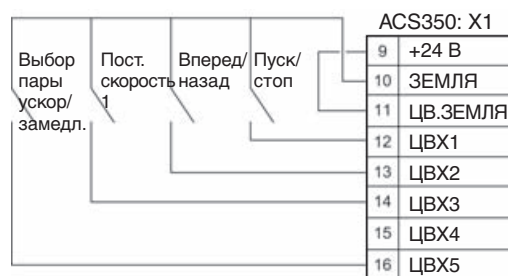 ACS350: X1
Выбор
пары
ускор/
замедл.
Пост.
скорость
1
Вперед/
назад
Пуск/
стоп
9 +24 В
10 ЗЕМЛЯ
11 ЦВ.ЗЕМЛЯ
12 ЦВХ1
13 ЦВХ2
14 ЦВХ3
15 ЦВХ4
16 ЦВХ5